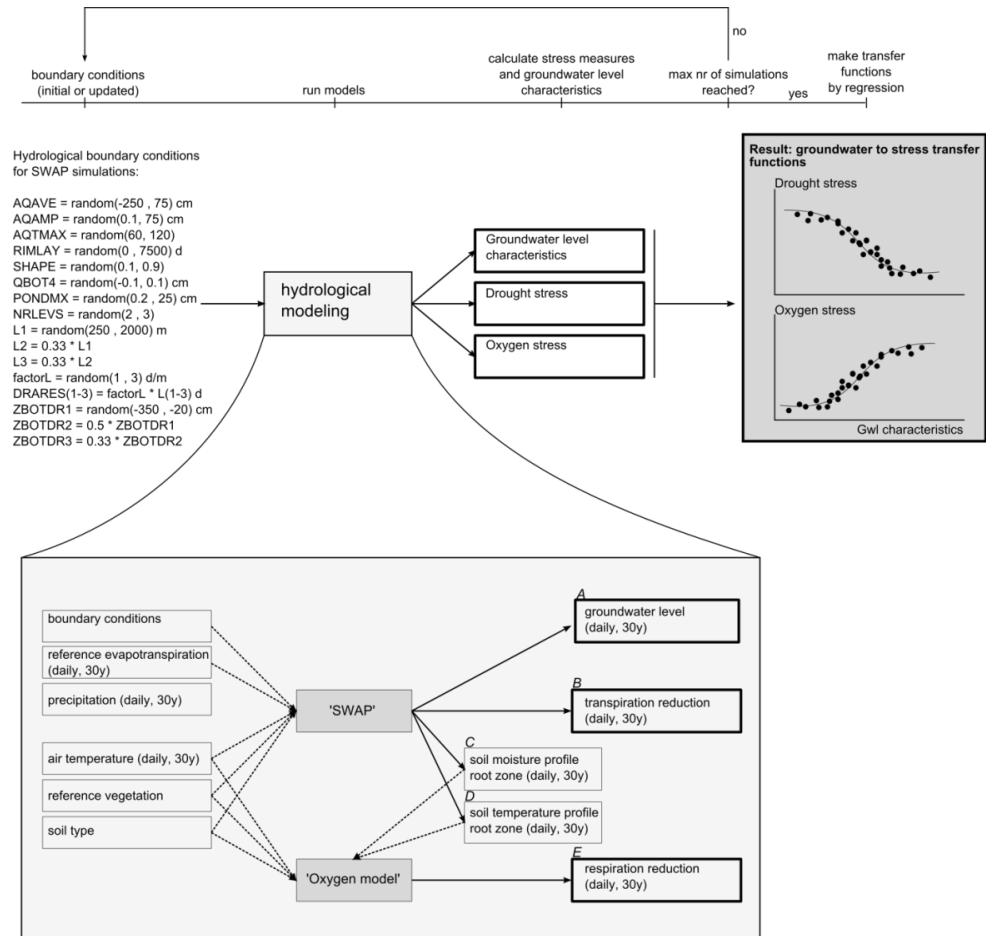 no
boundary conditions
(initial or updated)
run models
calculate stress measures
and groundwater level
characteristics
max nr of simulations
reached?
yes
make transfer
functions
by regression
Hydrological boundary conditions
for SWAP simulations:
AQAVE = random(-250 , 75) cm
AQAMP = random(0.1, 75) cm
AQTMAX = random(60, 120)
RIMLAY = random(0 , 7500) d
SHAPE = random(0.1, 0.9)
QBOT4 = random(-0.1, 0.1) cm
PONDMX = random(0.2 , 25) cm
NRLEVS = random(2 , 3)
L1 = random(250 , 2000) m
L2 = 0.33 * L1
L3 = 0.33 * L2
factorL = random(1 , 3) d/m
DRARES(1-3) = factorL * L(1-3) d
ZBOTDR1 = random(-350 , -20) cm
ZBOTDR2 = 0.5 * ZBOTDR1
ZBOTDR3 = 0.33 * ZBOTDR2
hydrological
modeling
Groundwater level
characteristics
Drought stress
Oxygen stress
Result: groundwater to stress transfer
functions
Drought stress
Oxygen stress
Gwl characteristics
boundary conditions
reference evapotranspiration
(daily, 30y)
precipitation (daily, 30y)
air temperature (daily, 30y)
reference vegetation
soil type
'SWAP'
'Oxygen model'
A
groundwater level
(daily, 30y)
B
transpiration reduction
(daily, 30y)
C
soil moisture profile
root zone (daily, 30y)
D
soil temperature profile
root zone (daily, 30y)
E
respiration reduction
(daily, 30y)